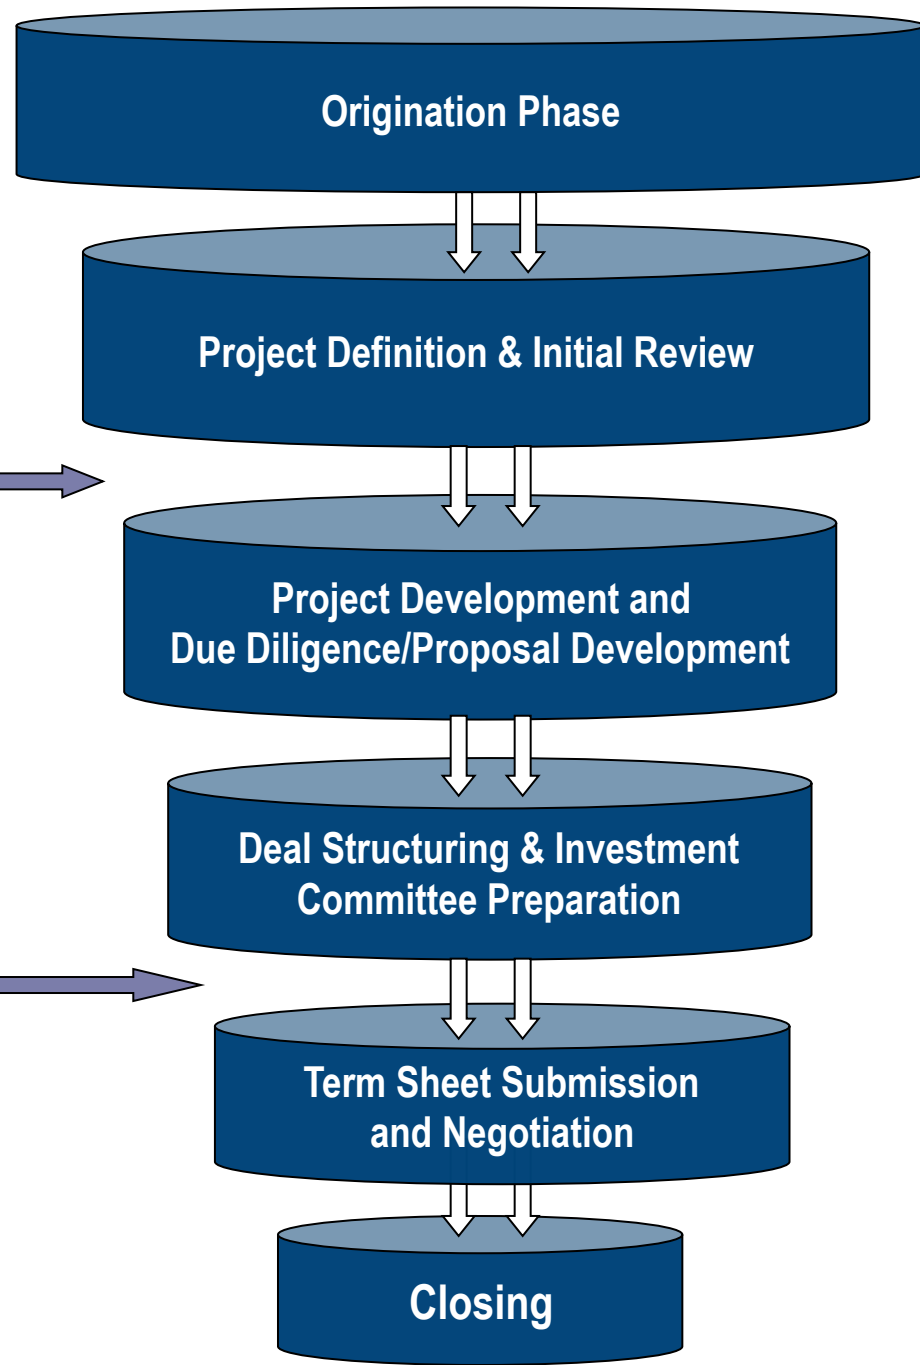 Origination Phase
Project Definition & Initial Review
Project Development and
Due Diligence/Proposal Development
Deal Structuring & Investment
Committee Preparation
Term Sheet Submission
and Negotiation
Closing